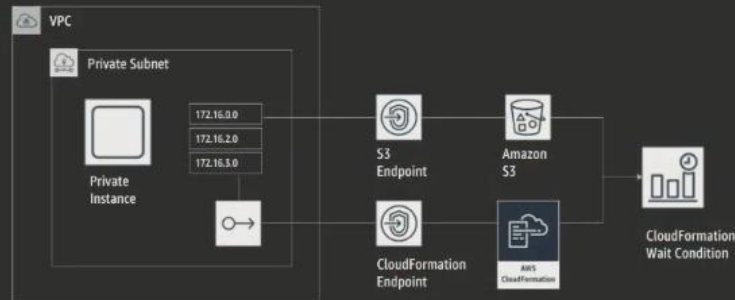 VPC
Private Subnet
172.16.0.0
172.16.2.0
172.16.3.0
Private
Instance
S3
Endpoint
Amazon
S3
CloudFormation
Endpoint
AWS
CloudFormation
CloudFormation
Wait Condition